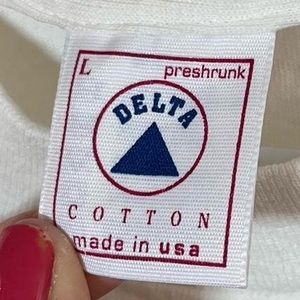 L preshrunk
DELTA
COTTON
made in usa